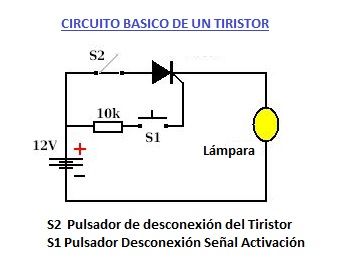 CIRCUITO BASICO DE UN TIRISTOR
S2
10k
S1
12V
+
-
Lámpara
S2 Pulsador de desconexión del Tiristor
S1 Pulsador Desconexión Señal Activación